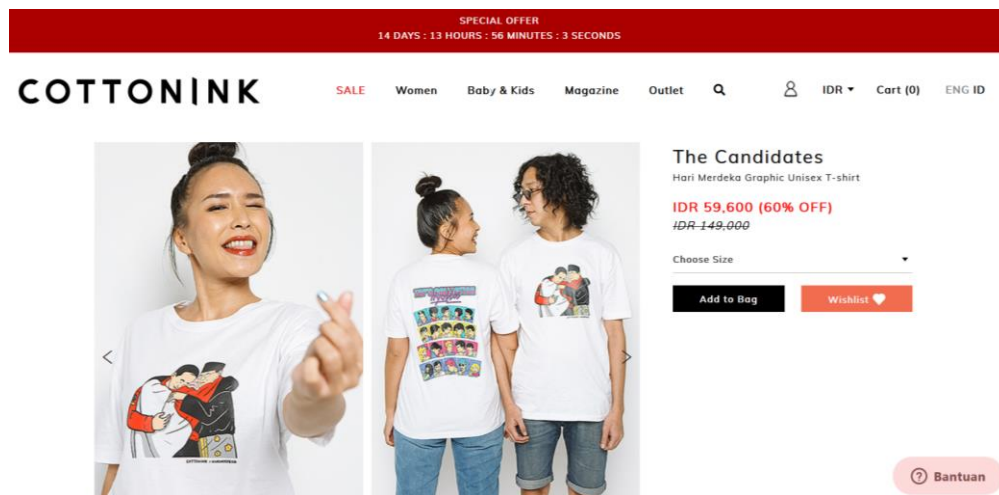 SPECIAL OFFER
14 DAYS : 13 HOURS : 56 MINUTES : 3 SECONDS
COTTONINK
SALE Women Baby & Kids Magazine Outlet IDR Cart (0) ENG ID
The Candidates
Hari Merdeka Graphic Unisex T-shirt
IDR 59,600 (60% OFF)
IDR 149,000
Choose Size
Add to Bag Wishlist
Bantuan